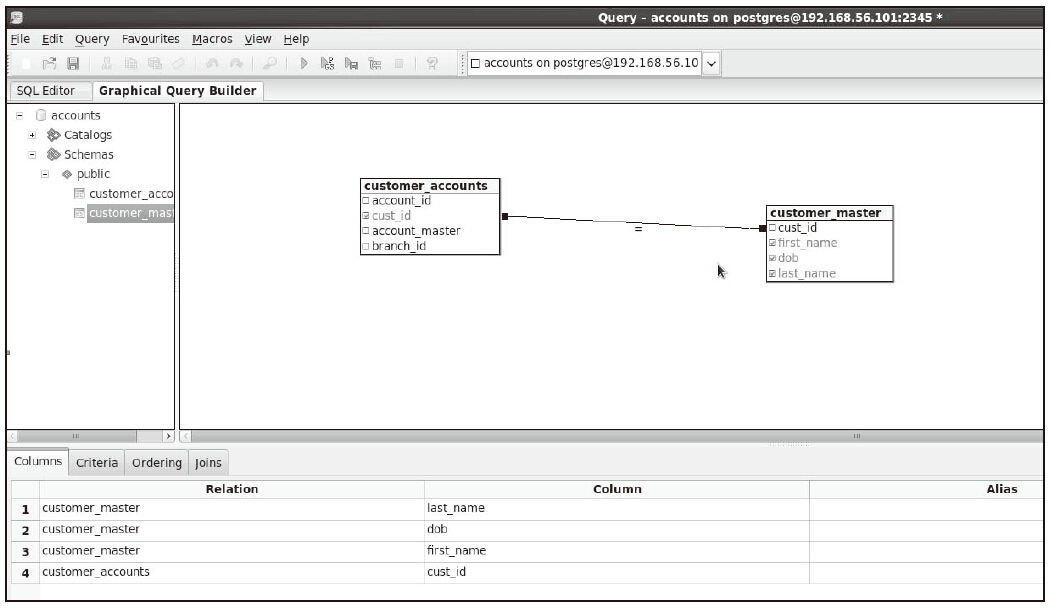 Query - accounts on postgres@192.168.56.101:2345 *
File Edit Query Favourites Macros View Help
accounts on postgres@192.168.56.10
SQL Editor Graphical Query Builder
accounts
Catalogs
Schemas
public
customer_acco
customer_mast
customer_accounts
account_id
cust_id
account_master
branch_id
=
customer_master
cust_id
first_name
dob
last_name
Columns Criteria Ordering Joins
Relation Column Alias
1 customer_master last_name
2 customer_master dob
3 customer_master first_name
4 customer_accounts cust_id